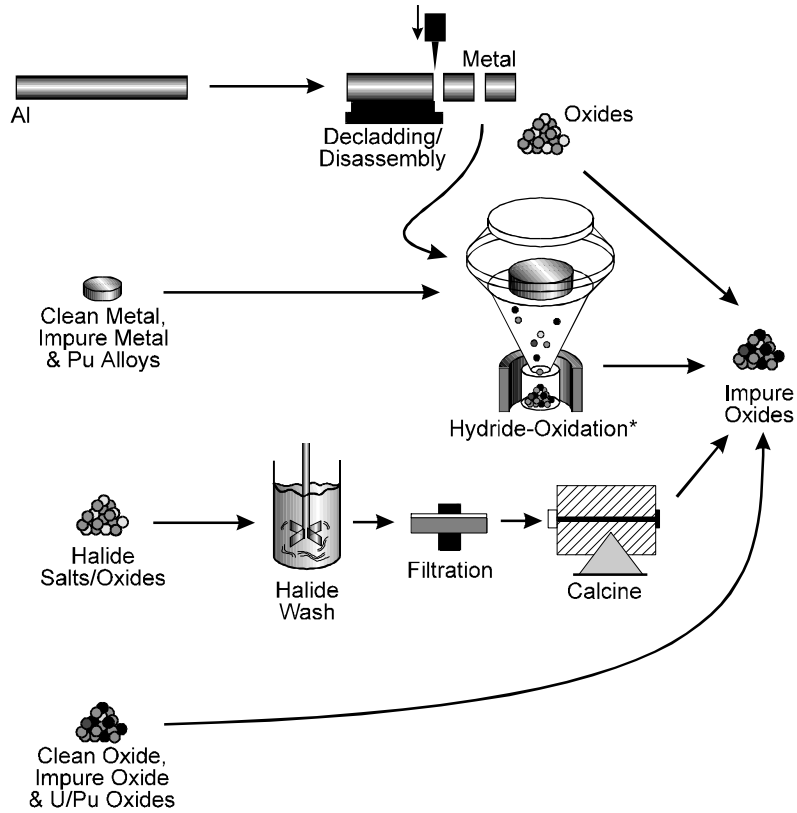 Al
Metal
Decladding/
Disassembly
Oxides
Clean Metal,
Impure Metal
& Pu Alloys
Hydride-Oxidation*
Impure
Oxides
Halide
Salts/Oxides
Halide
Wash
Filtration
Calcine
Clean Oxide,
Impure Oxide
& U/Pu Oxides